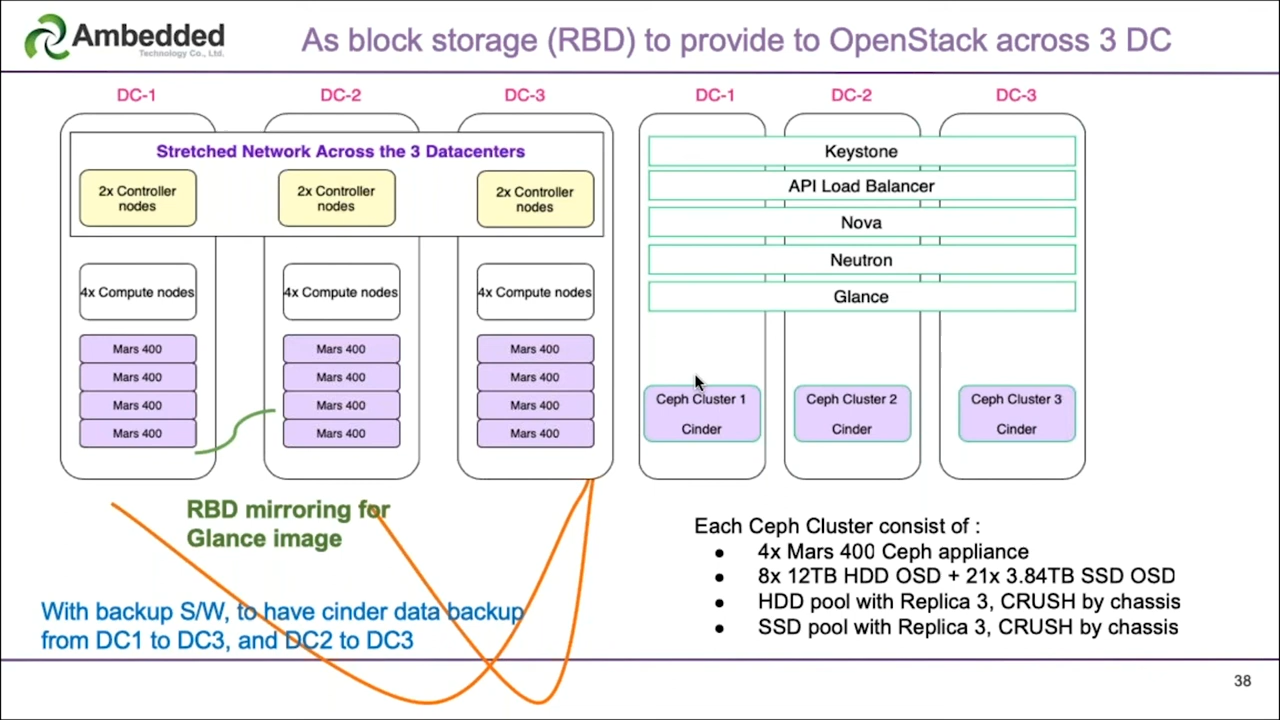 Ambedded
Technology Co., Ltd.
As block storage (RBD) to provide to OpenStack across 3 DC
DC-1
DC-2
DC-3
Stretched Network Across the 3 Datacenters
2x Controller
nodes
2x Controller
nodes
2x Controller
nodes
4x Compute nodes
4x Compute nodes
4x Compute nodes
Mars 400
Mars 400
Mars 400
Mars 400
Mars 400
Mars 400
Mars 400
Mars 400
Mars 400
Mars 400
Mars 400
Mars 400
RBD mirroring for
Glance image
With backup S/W, to have cinder data backup
from DC1 to DC3, and DC2 to DC3
DC-1
DC-2
DC-3
Keystone
API Load Balancer
Nova
Neutron
Glance
Ceph Cluster 1
Cinder
Ceph Cluster 2
Cinder
Ceph Cluster 3
Cinder
Each Ceph Cluster consist of :
• 4x Mars 400 Ceph appliance
• 8x 12TB HDD OSD + 21x 3.84TB SSD OSD
• HDD pool with Replica 3, CRUSH by chassis
• SSD pool with Replica 3, CRUSH by chassis
38